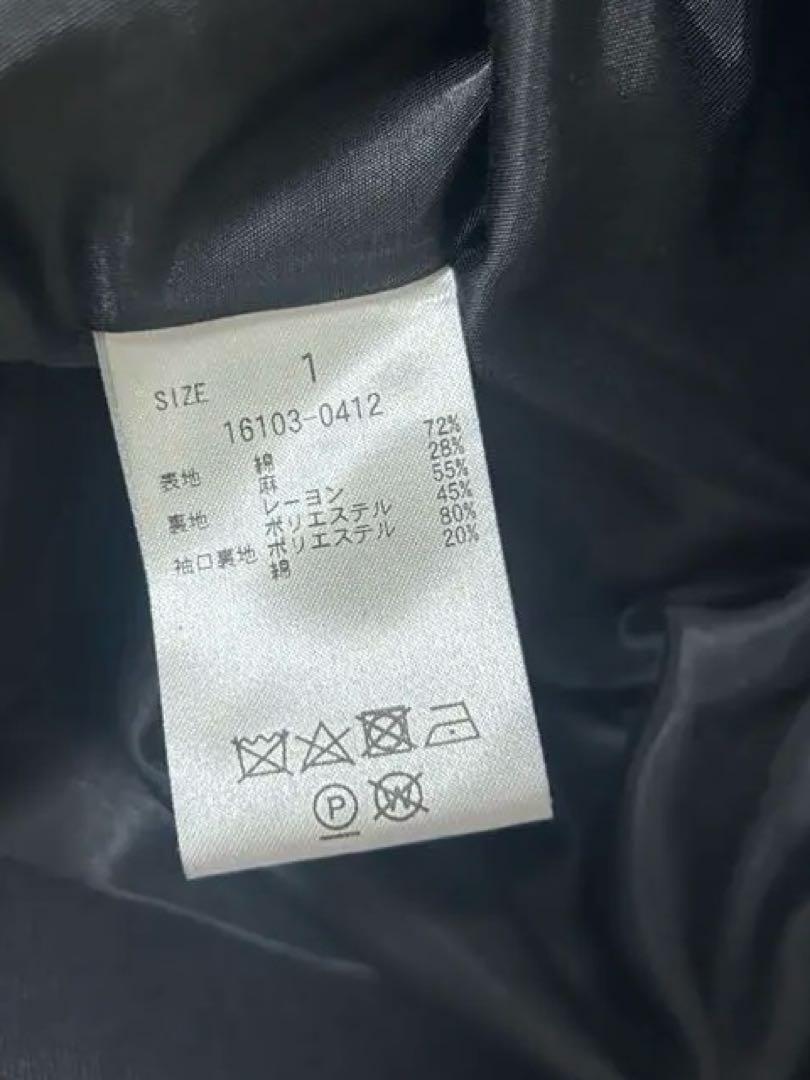 SIZE 1
16103-0412
表地 綿 72%
麻 28%
裏地 レーヨン 55%
ポリエステル 45%
袖口裏地 ポリエステル 80%
綿 20%
P W